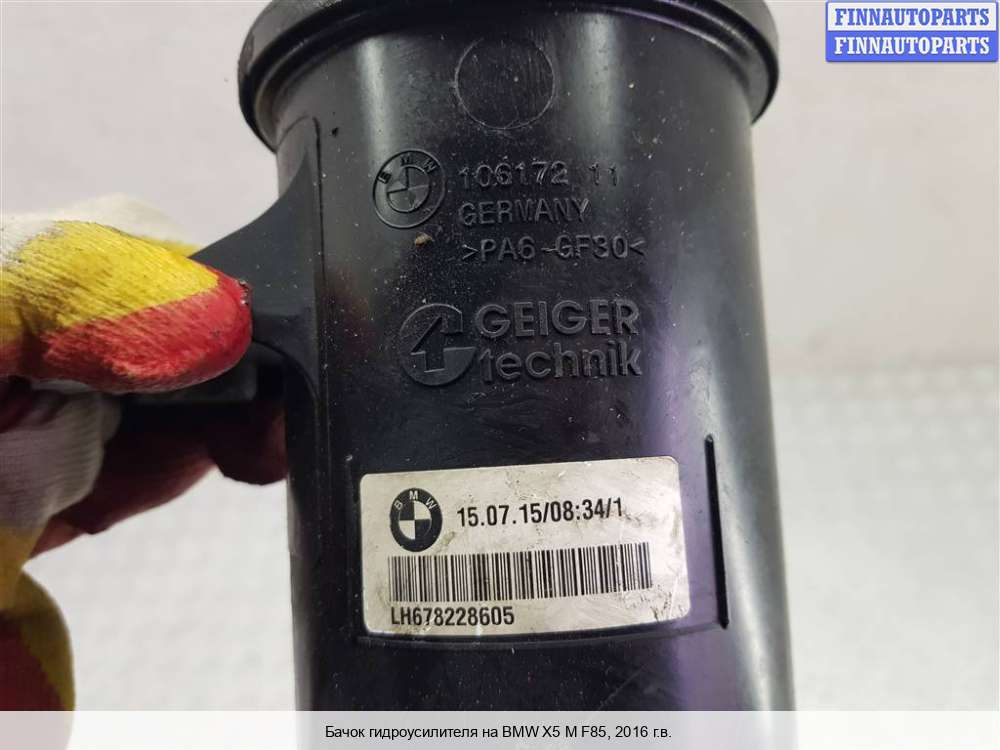 FINNAUTOPARTS
FINNAUTOPARTS
BMW
106172 11
GERMANY
>PA6-GF30<
GEIGER
technik
BMW
15.07.15/08:34/1
LH678228605
Бачок гидроусилителя на BMW X5 M F85, 2016 г.в.